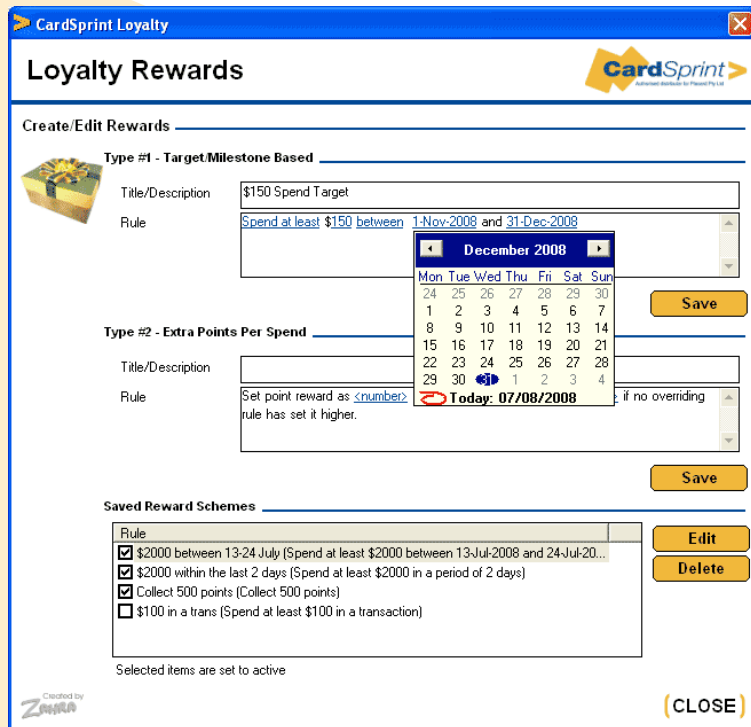 CardSprint Loyalty
Loyalty Rewards
CardSprint
Authorised distributor for Plascard Pty Ltd
Create/Edit Rewards
Type #1 - Target/Milestone Based
Title/Description
$150 Spend Target
Rule
Spend at least $150 between 1-Nov-2008 and 31-Dec-2008
December 2008
Mon Tue Wed Thu Fri Sat Sun
24 25 26 27 28 29 30
1 2 3 4 5 6 7
8 9 10 11 12 13 14
15 16 17 18 19 20 21
22 23 24 25 26 27 28
29 30 31 1 2 3 4
Today: 07/08/2008
Save
Type #2 - Extra Points Per Spend
Title/Description
Rule
Set point reward as <number> > if no overriding
rule has set it higher.
Save
Saved Reward Schemes
Rule
$2000 between 13-24 July (Spend at least $2000 between 13-Jul-2008 and 24-Jul-20...
$2000 within the last 2 days (Spend at least $2000 in a period of 2 days)
Collect 500 points (Collect 500 points)
$100 in a trans (Spend at least $100 in a transaction)
Edit
Delete
Selected items are set to active
Created by
(CLOSE)